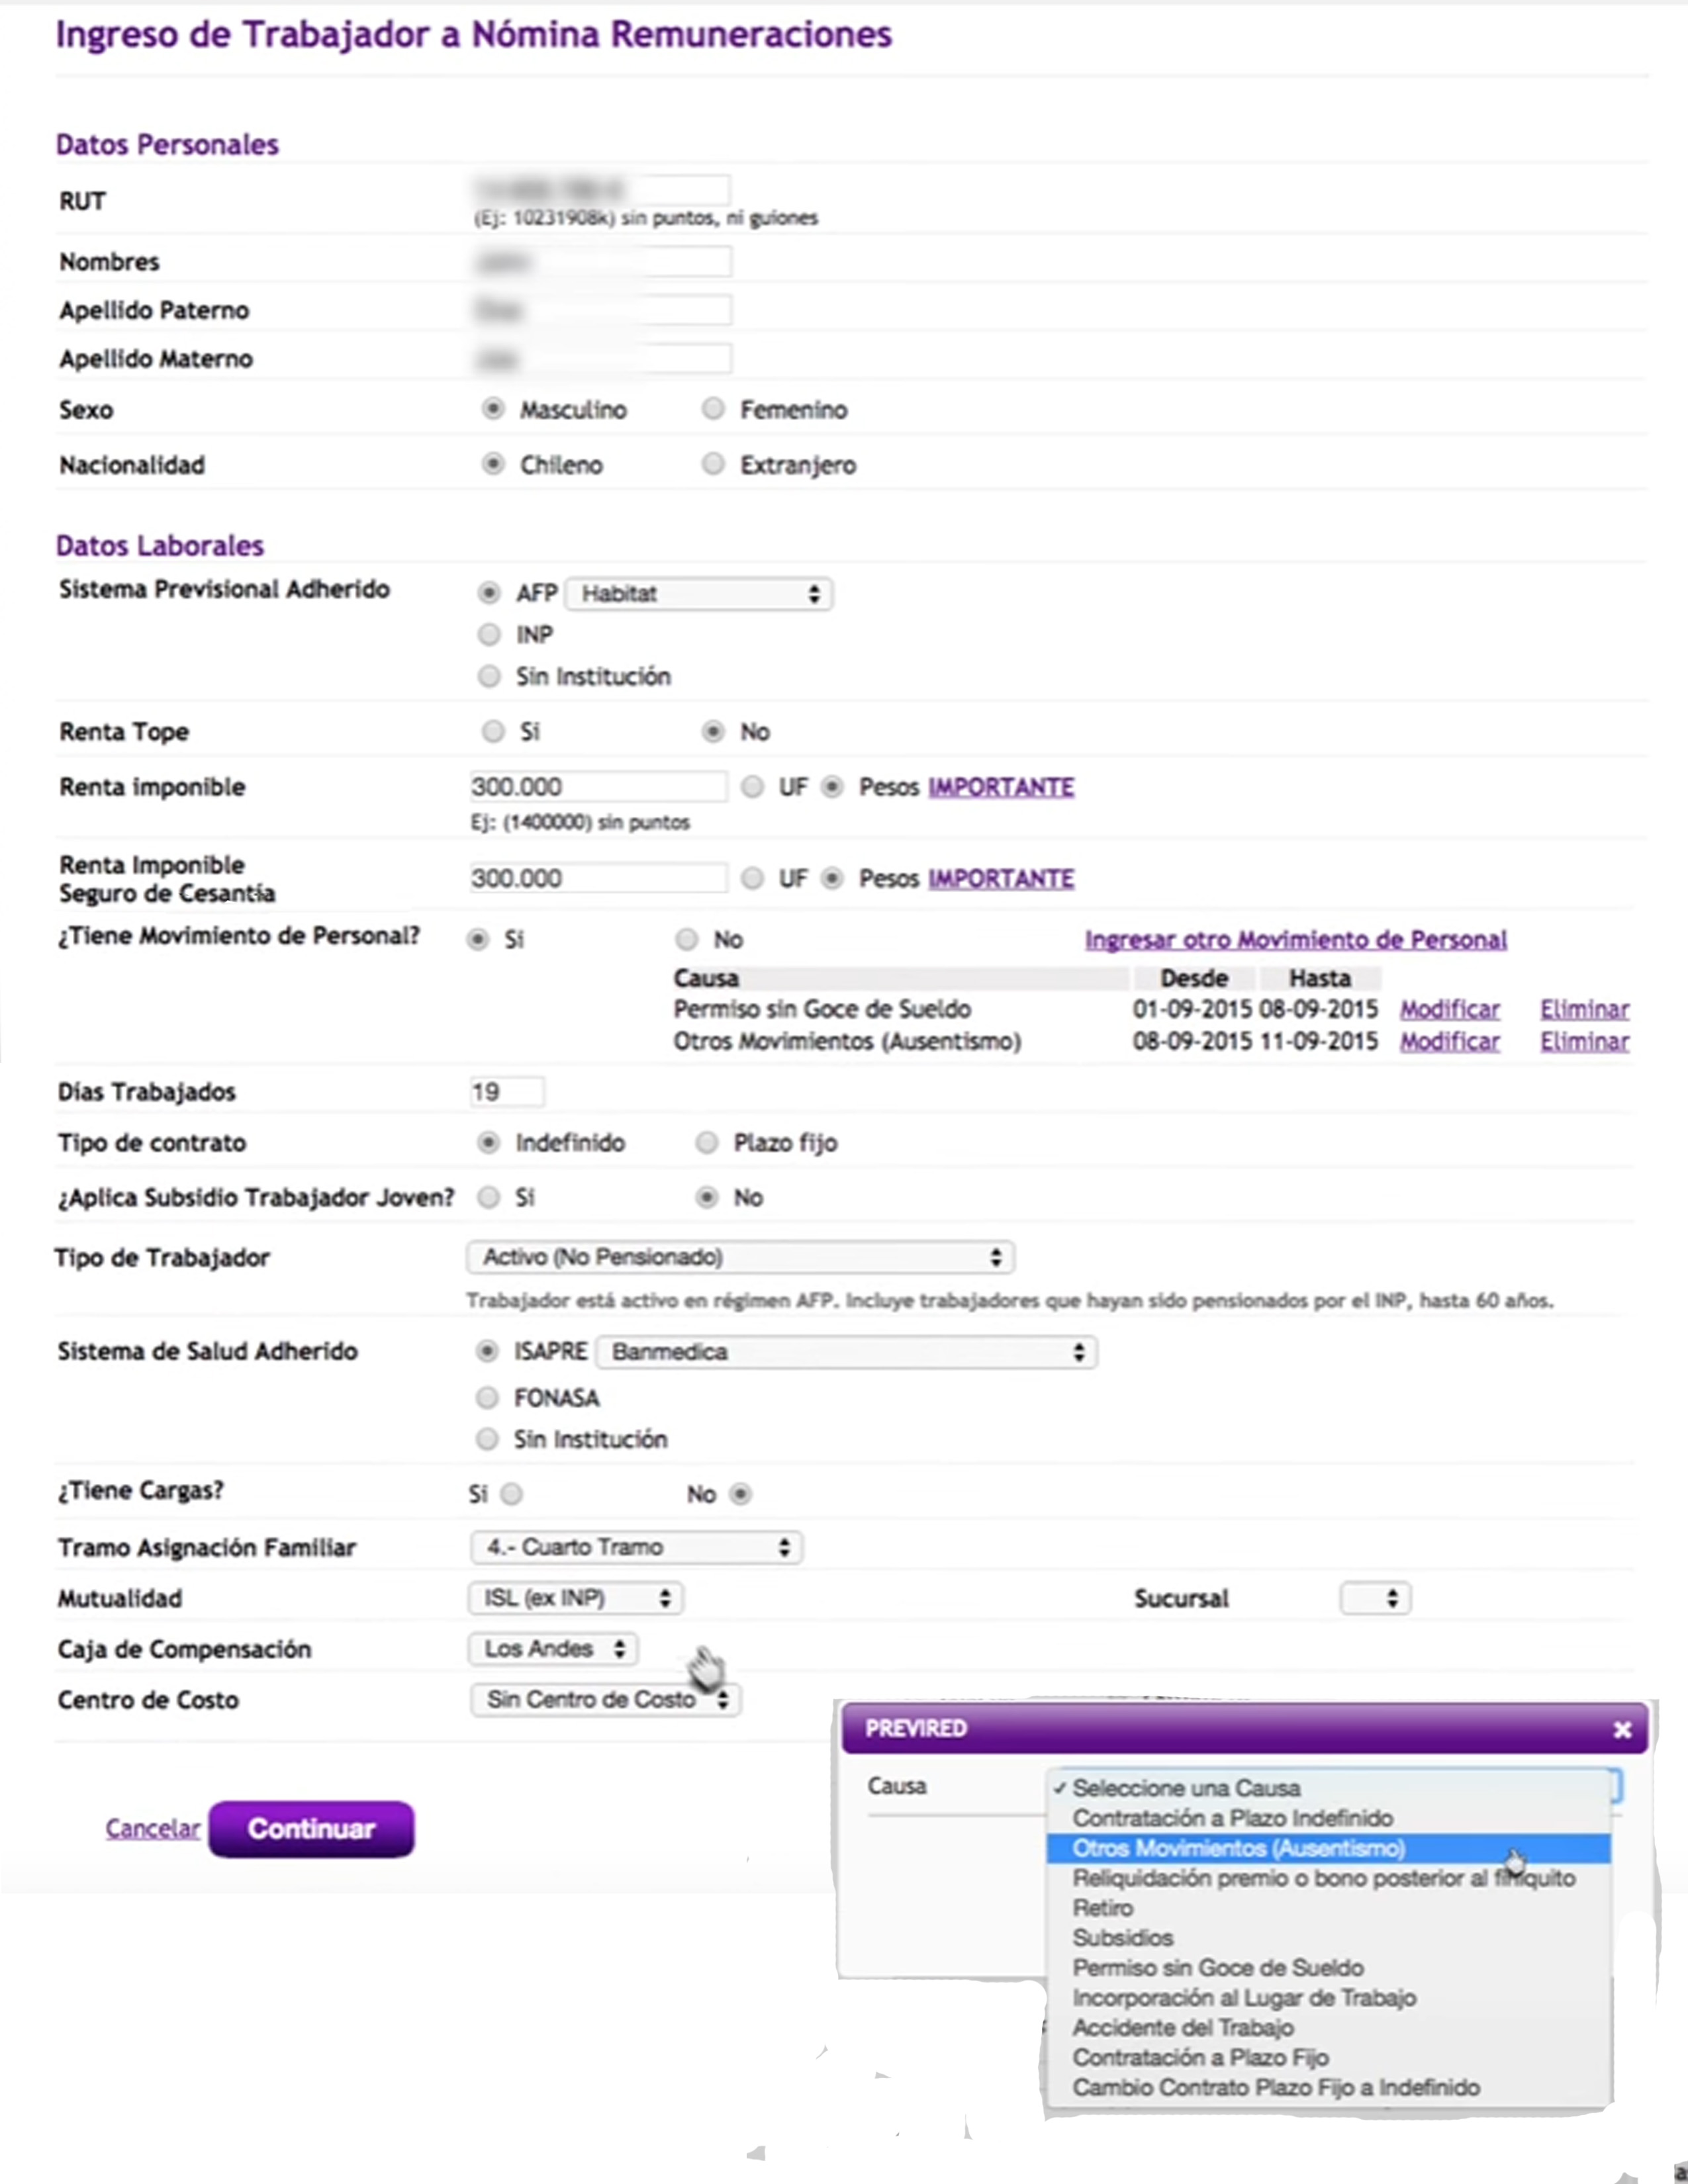 Ingreso de Trabajador a Nómina Remuneraciones
Datos Personales
RUT
(Ej: 10231908k) sin puntos, ni guiones
Nombres
Apellido Paterno
Apellido Materno
Sexo Masculino Femenino
Nacionalidad Chileno Extranjero
Datos Laborales
Sistema Previsional Adherido AFP Habitat
INP
Sin Institución
Renta Tope Sí No
Renta imponible 300.000 UF Pesos IMPORTANTE
Ej: (1400000) sin puntos
Renta Imponible
Seguro de Cesantía 300.000 UF Pesos IMPORTANTE
¿Tiene Movimiento de Personal? Sí No Ingresar otro Movimiento de Personal
Causa Desde Hasta
Permiso sin Goce de Sueldo 01-09-2015 08-09-2015 Modificar Eliminar
Otros Movimientos (Ausentismo) 08-09-2015 11-09-2015 Modificar Eliminar
Días Trabajados 19
Tipo de contrato Indefinido Plazo fijo
¿Aplica Subsidio Trabajador Joven? Sí No
Tipo de Trabajador Activo (No Pensionado)
Trabajador está activo en régimen AFP. Incluye trabajadores que hayan sido pensionados por el INP, hasta 60 años.
Sistema de Salud Adherido ISAPRE Banmedica
FONASA
Sin Institución
¿Tiene Cargas? Sí No
Tramo Asignación Familiar 4.- Cuarto Tramo
Mutualidad ISL (ex INP) Sucursal
Caja de Compensación Los Andes
Centro de Costo Sin Centro de Costo
Cancelar Continuar
PREVIRED
Causa ✓ Seleccione una Causa
Contratación a Plazo Indefinido
Otros Movimientos (Ausentismo)
Reliquidación premio o bono posterior al finiquito
Retiro
Subsidios
Permiso sin Goce de Sueldo
Incorporación al Lugar de Trabajo
Accidente del Trabajo
Contratación a Plazo Fijo
Cambio Contrato Plazo Fijo a Indefinido